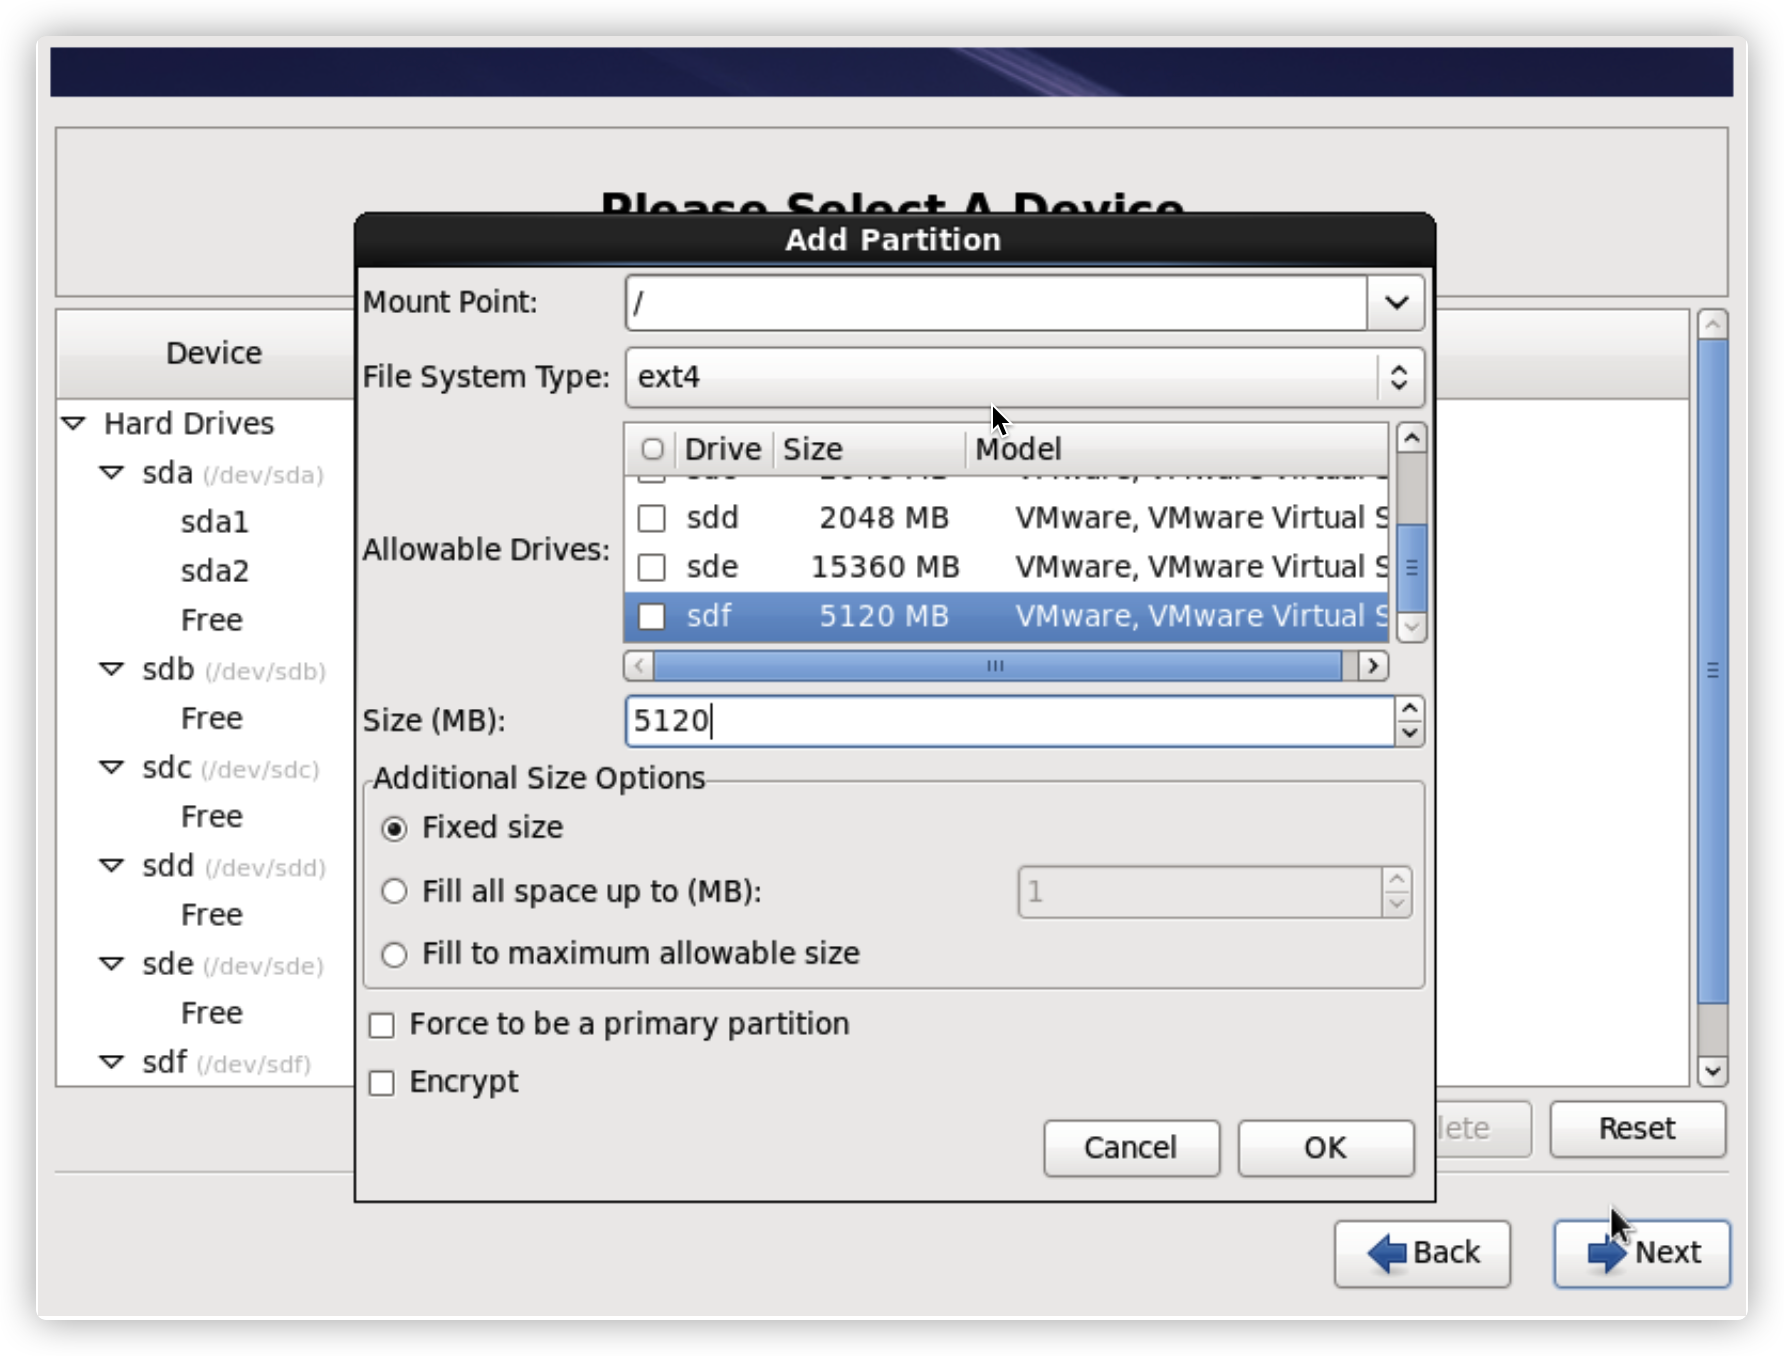 Please Select A Device
Add Partition
Mount Point:
/
Device
File System Type:
ext4
Hard Drives
sda (/dev/sda)
sda1
sda2
Free
sdb (/dev/sdb)
Free
sdc (/dev/sdc)
Free
sdd (/dev/sdd)
Free
sde (/dev/sde)
Free
sdf (/dev/sdf)
Allowable Drives:
Drive Size Model
sdd 2048 MB VMware, VMware Virtual S
sde 15360 MB VMware, VMware Virtual S
sdf 5120 MB VMware, VMware Virtual S
Size (MB):
5120
Additional Size Options
Fixed size
Fill all space up to (MB):
1
Fill to maximum allowable size
Force to be a primary partition
Encrypt
Cancel
OK
lete
Reset
Back
Next